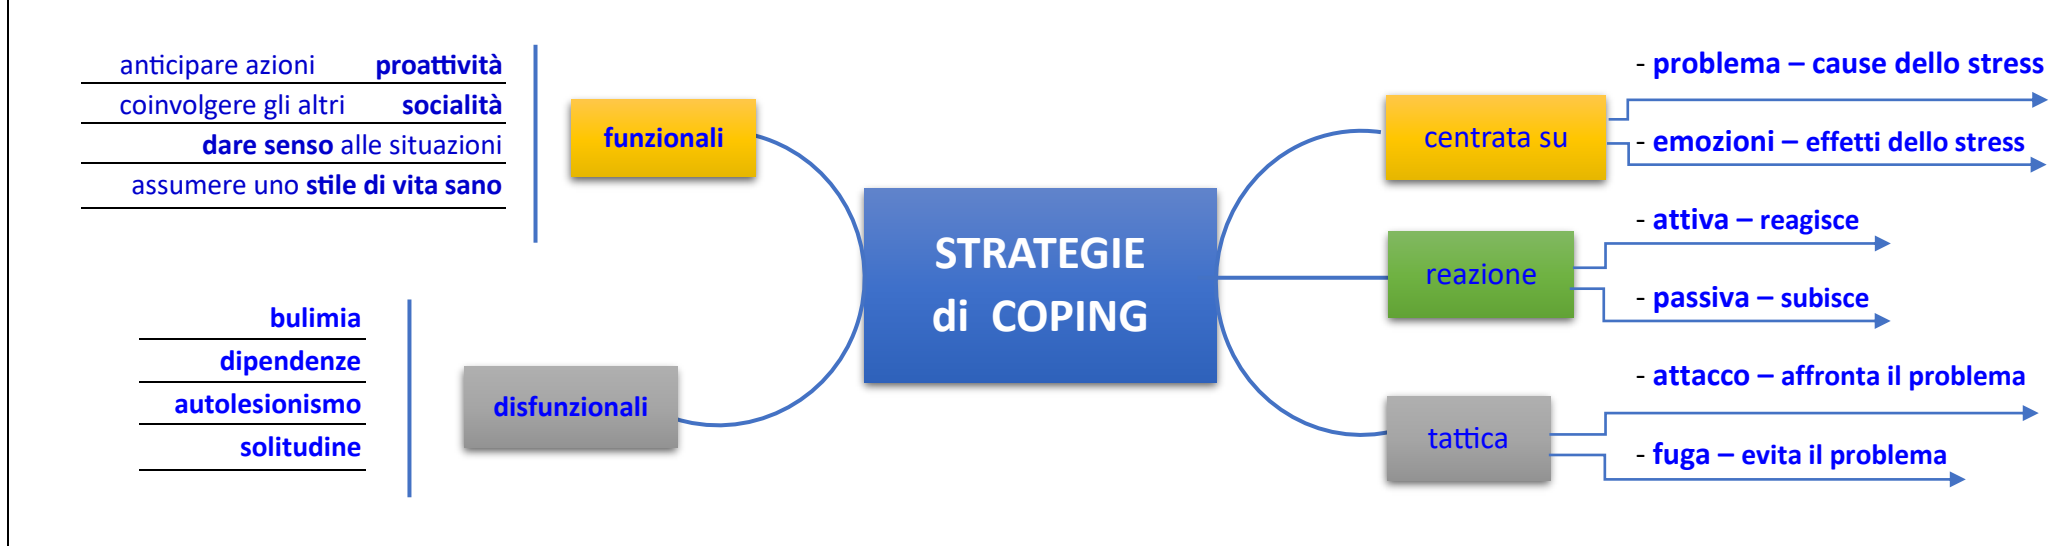 anticipare azioni proattività
coinvolgere gli altri socialità
dare senso alle situazioni
assumere uno stile di vita sano
funzionali
bulimia
dipendenze
autolesionismo
solitudine
disfunzionali
STRATEGIE
di COPING
centrata su
- problema – cause dello stress
- emozioni – effetti dello stress
reazione
- attiva – reagisce
- passiva – subisce
tattica
- attacco – affronta il problema
- fuga – evita il problema